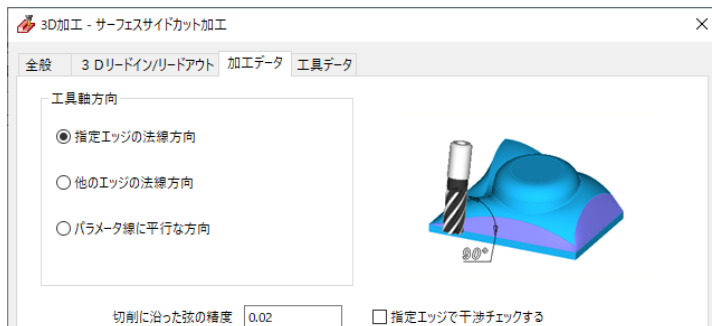 3D加工 - サーフェスサイドカット加工
全般 3 Dリードイン/リードアウト 加工データ 工具データ
工具軸方向
指定エッジの法線方向
他のエッジの法線方向
パラメータ線に平行な方向
90°
切削に沿った弦の精度 0.02 指定エッジで干渉チェックする